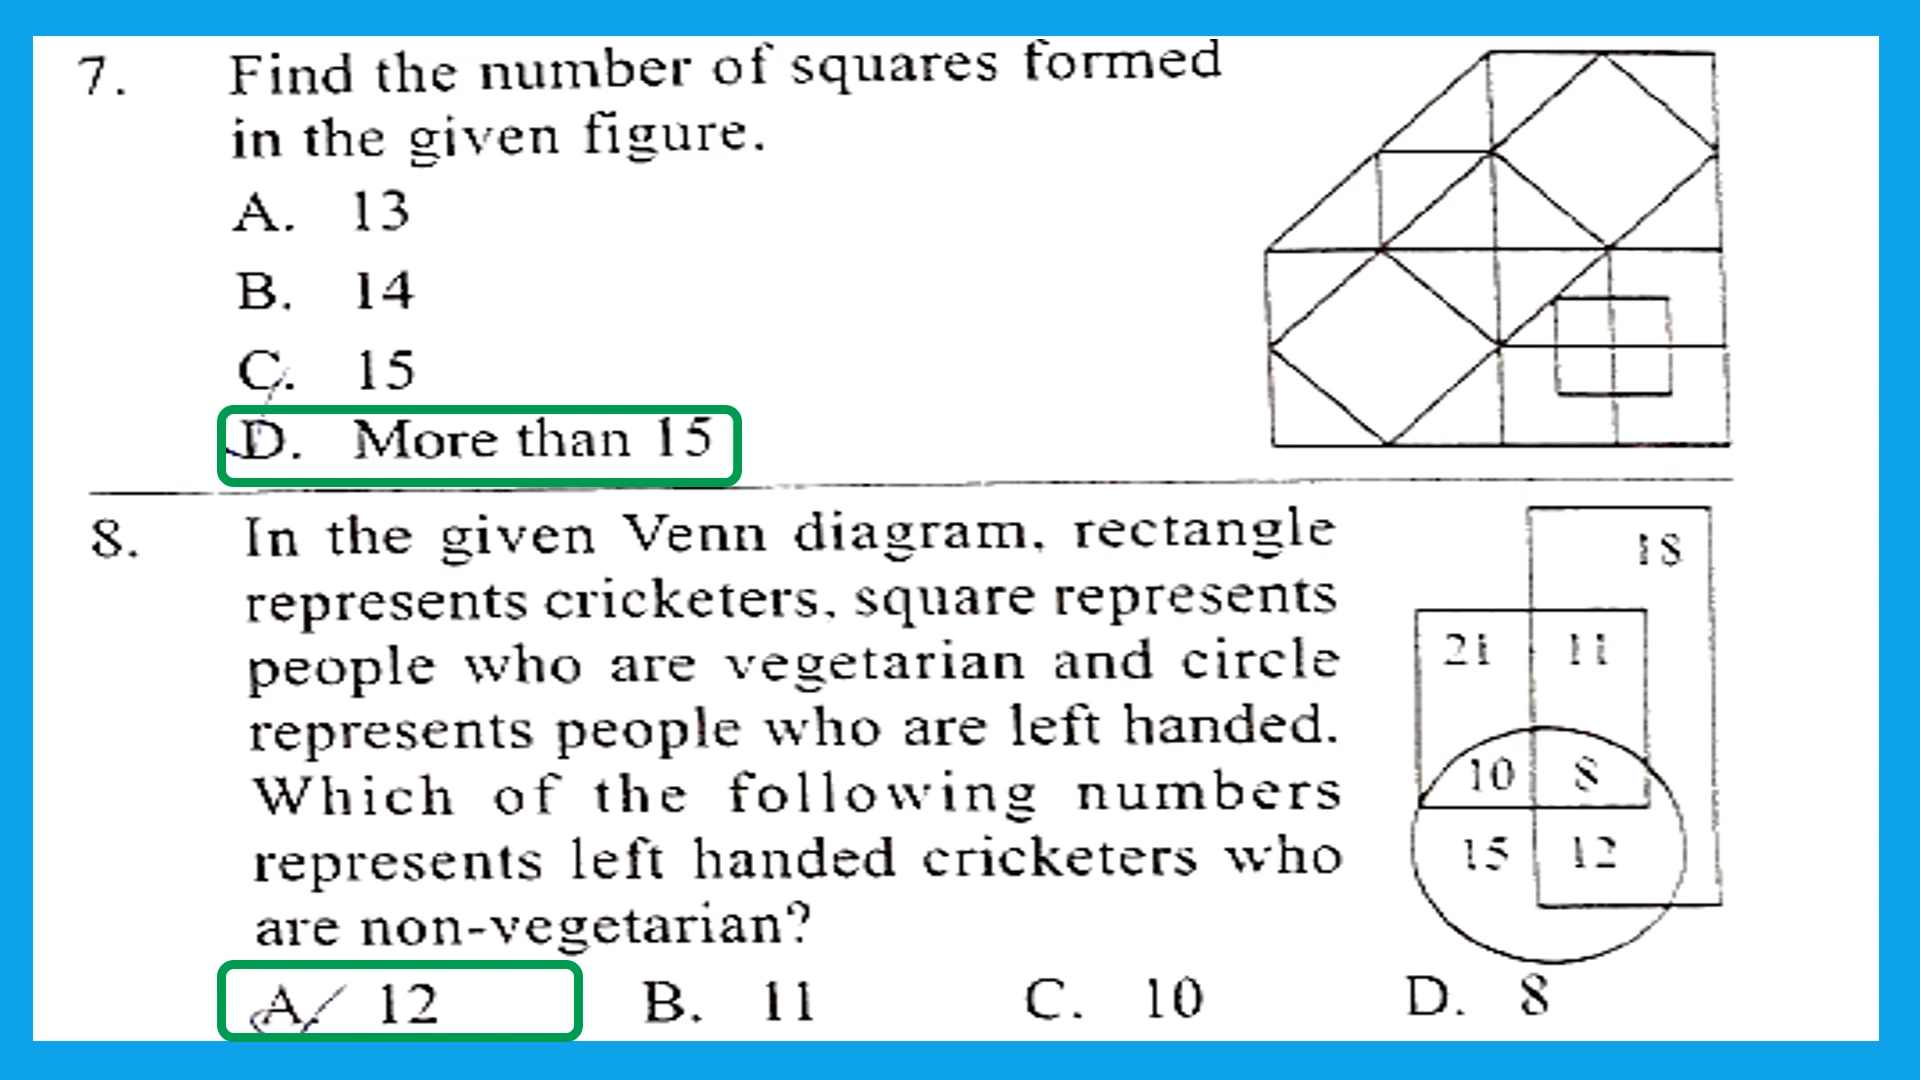 7. Find the number of squares formed
in the given figure.
A. 13
B. 14
C. 15
D. More than 15
8. In the given Venn diagram, rectangle
represents cricketers, square represents
people who are vegetarian and circle
represents people who are left handed.
Which of the following numbers
represents left handed cricketers who
are non-vegetarian?
18
21 11
10 8
15 12
A. 12 B. 11 C. 10 D. 8